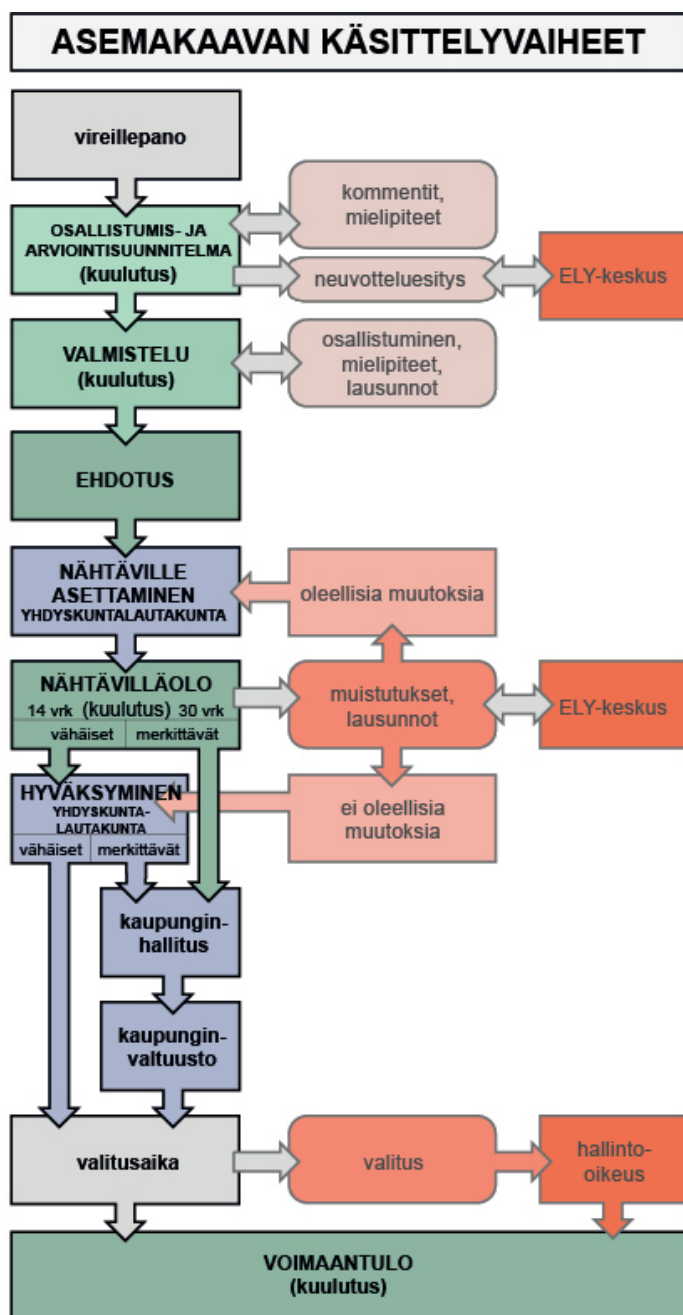 ASEMAKAAVAN KÄSITTELYVAIHEET
vireillepano
kommentit,
mielipiteet
OSALLISTUMIS- JA
ARVIOINTISUUNNITELMA
(kuulutus)
neuvotteluesitys
ELY-keskus
VALMISTELU
(kuulutus)
osallistuminen,
mielipiteet,
lausunnot
EHDOTUS
NÄHTÄVILLE
ASETTAMINEN
YHDYSKUNTALAUTAKUNTA
oleellisia muutoksia
NÄHTÄVILLÄOLO
14 vrk (kuulutus) 30 vrk
vähäiset merkittävät
muistutukset,
lausunnot
ELY-keskus
HYVÄKSYMINEN
YHDYSKUNTA-
LAUTAKUNTA
vähäiset merkittävät
ei oleellisia
muutoksia
kaupungin-
hallitus
kaupungin-
valtuusto
valitusaika
valitus
hallinto-
oikeus
VOIMAANTULO
(kuulutus)